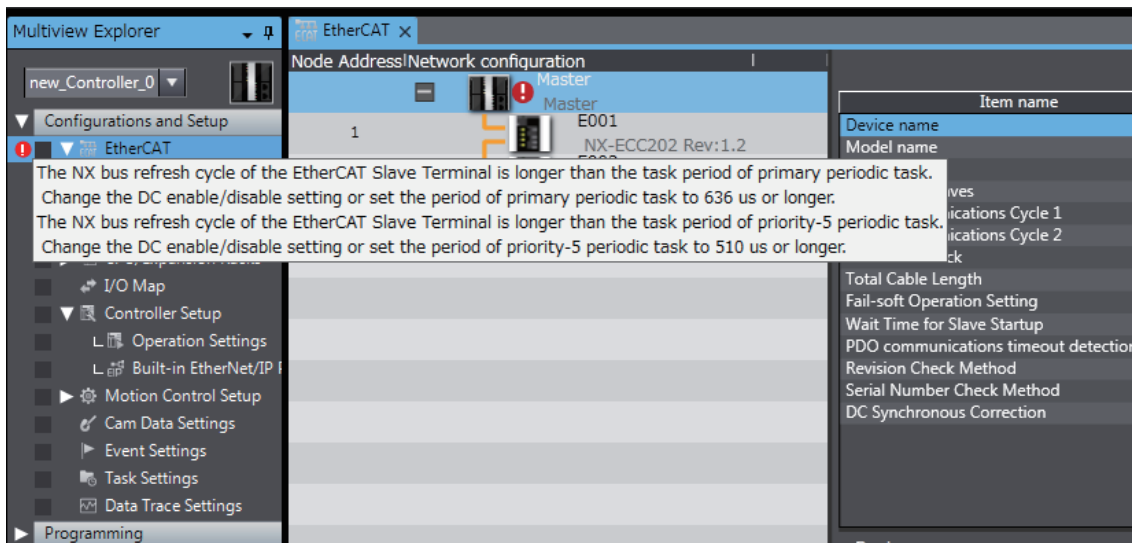 Multiview Explorer
new_Controller_0
Configurations and Setup
EtherCAT
The NX bus refresh cycle of the EtherCAT Slave Terminal is longer than the task period of primary periodic task.
Change the DC enable/disable setting or set the period of primary periodic task to 636 us or longer.
The NX bus refresh cycle of the EtherCAT Slave Terminal is longer than the task period of priority-5 periodic task.
Change the DC enable/disable setting or set the period of priority-5 periodic task to 510 us or longer.
I/O Map
Controller Setup
Operation Settings
Built-in EtherNet/IP
Motion Control Setup
Cam Data Settings
Event Settings
Task Settings
Data Trace Settings
Programming
EtherCAT
Node Address Network configuration
Master
Master
1
E001
NX-ECC202 Rev:1.2
Item name
Device name
Model name
Cycle 1
Cycle 2
Total Cable Length
Fail-soft Operation Setting
Wait Time for Slave Startup
PDO communications timeout detection
Revision Check Method
Serial Number Check Method
DC Synchronous Correction